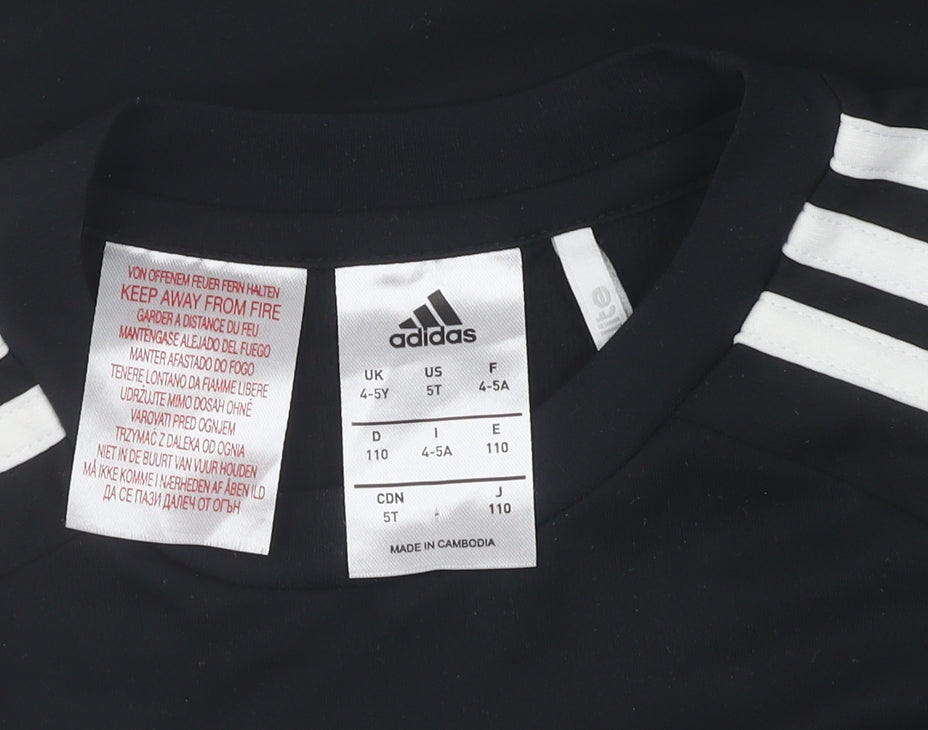 VON OFFENEM FEUER FERN HALTEN
KEEP AWAY FROM FIRE
GARDER A DISTANCE DU FEU
MANTÉNGASE ALEJADO DEL FUEGO
MANTER AFASTADO DO FOGO
TENERE LONTANO DA FIAMME LIBERE
UDRŽUJTE MIMO DOSAH OHNĚ
VAROVATI PRED OGNJEM
TRZYMAĆ Z DALEKA OD OGNIA
NIET IN DE BUURT VAN VUUR HOUDEN
MÅ IKKE KOMME I NÆRHEDEN AF ÅBEN ILD
ДА СЕ ПАЗИ ДАЛЕЧ ОТ ОГЪН
adidas
UK US F
4-5Y 5T 4-5A
D I E
110 4-5A 110
CDN J
5T 110
MADE IN CAMBODIA
lite